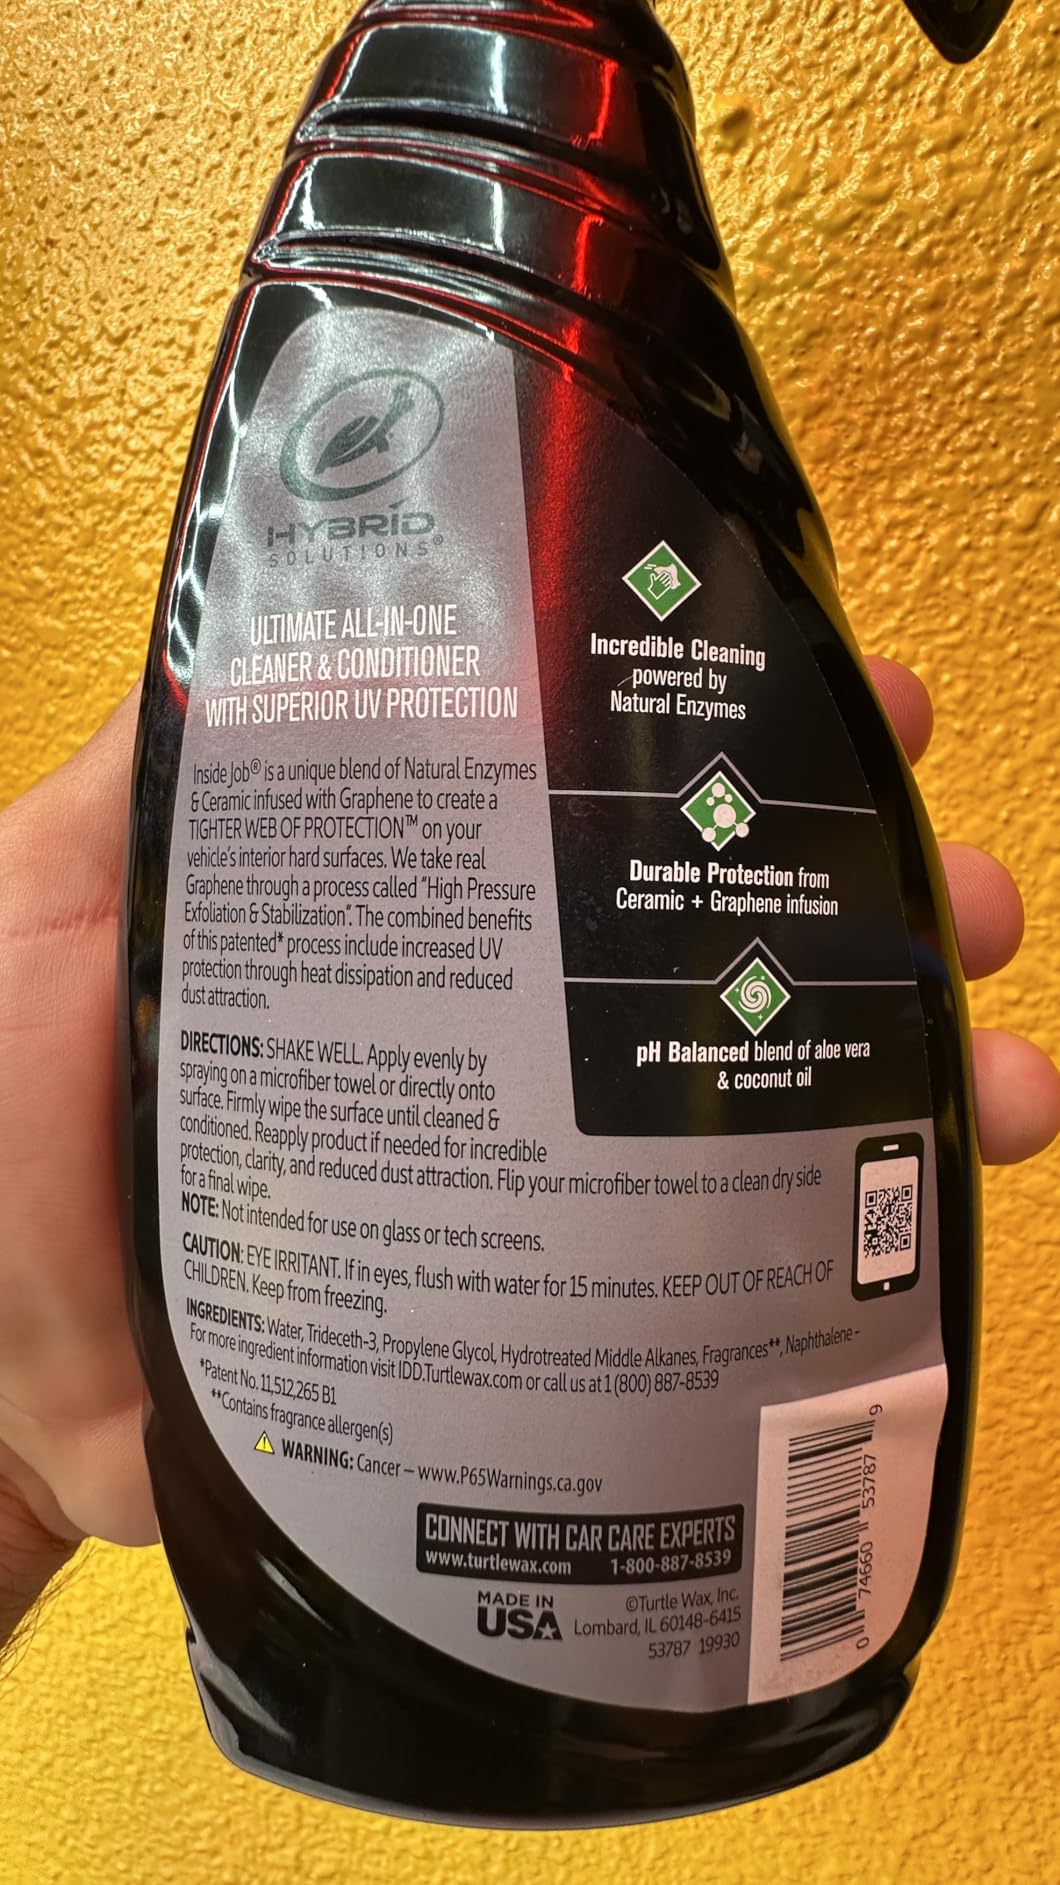 HYBRID
SOLUTIONS®
ULTIMATE ALL-IN-ONE
CLEANER & CONDITIONER
WITH SUPERIOR UV PROTECTION
Inside Job® is a unique blend of Natural Enzymes
& Ceramic infused with Graphene to create a
TIGHTER WEB OF PROTECTION™ on your
vehicle's interior hard surfaces. We take real
Graphene through a process called "High Pressure
Exfoliation & Stabilization". The combined benefits
of this patented* process include increased UV
protection through heat dissipation and reduced
dust attraction.
Incredible Cleaning
powered by
Natural Enzymes
Durable Protection from
Ceramic + Graphene infusion
pH Balanced blend of aloe vera
& coconut oil
DIRECTIONS: SHAKE WELL. Apply evenly by
spraying on a microfiber towel or directly onto
surface. Firmly wipe the surface until cleaned &
conditioned. Reapply product if needed for incredible
protection, clarity, and reduced dust attraction. Flip your microfiber towel to a clean dry side
for a final wipe.
NOTE: Not intended for use on glass or tech screens.
CAUTION: EYE IRRITANT. If in eyes, flush with water for 15 minutes. KEEP OUT OF REACH OF
CHILDREN. Keep from freezing.
INGREDIENTS: Water, Trideceth-3, Propylene Glycol, Hydrotreated Middle Alkanes, Fragrances**, Naphthalene -
For more ingredient information visit IDD.Turtlewax.com or call us at 1 (800) 887-8539
*Patent No. 11,512,265 B1
**Contains fragrance allergen(s)
WARNING: Cancer – www.P65Warnings.ca.gov
CONNECT WITH CAR CARE EXPERTS
www.turtlewax.com 1-800-887-8539
MADE IN
USA
©Turtle Wax, Inc.
Lombard, IL 60148-6415
53787 19930
0 74660 53787 9